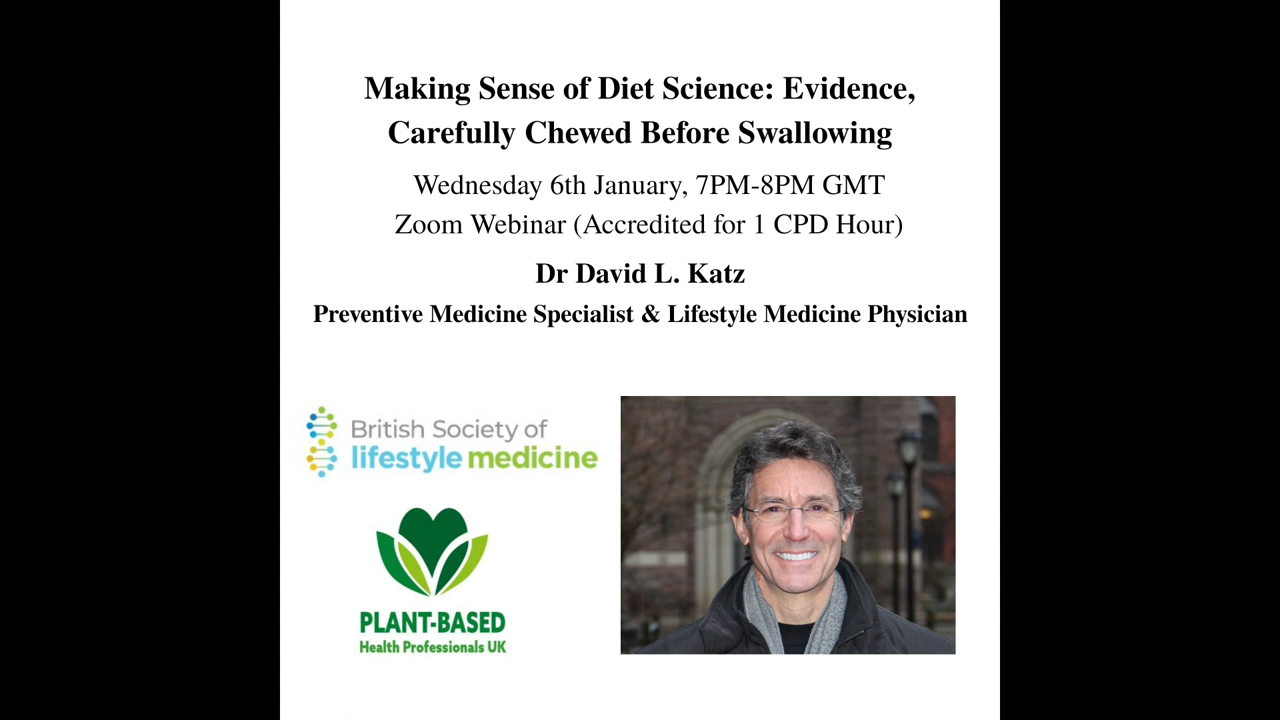 Making Sense of Diet Science: Evidence,
Carefully Chewed Before Swallowing
Wednesday 6th January, 7PM-8PM GMT
Zoom Webinar (Accredited for 1 CPD Hour)
Dr David L. Katz
Preventive Medicine Specialist & Lifestyle Medicine Physician
British Society of
lifestyle medicine
PLANT-BASED
Health Professionals UK